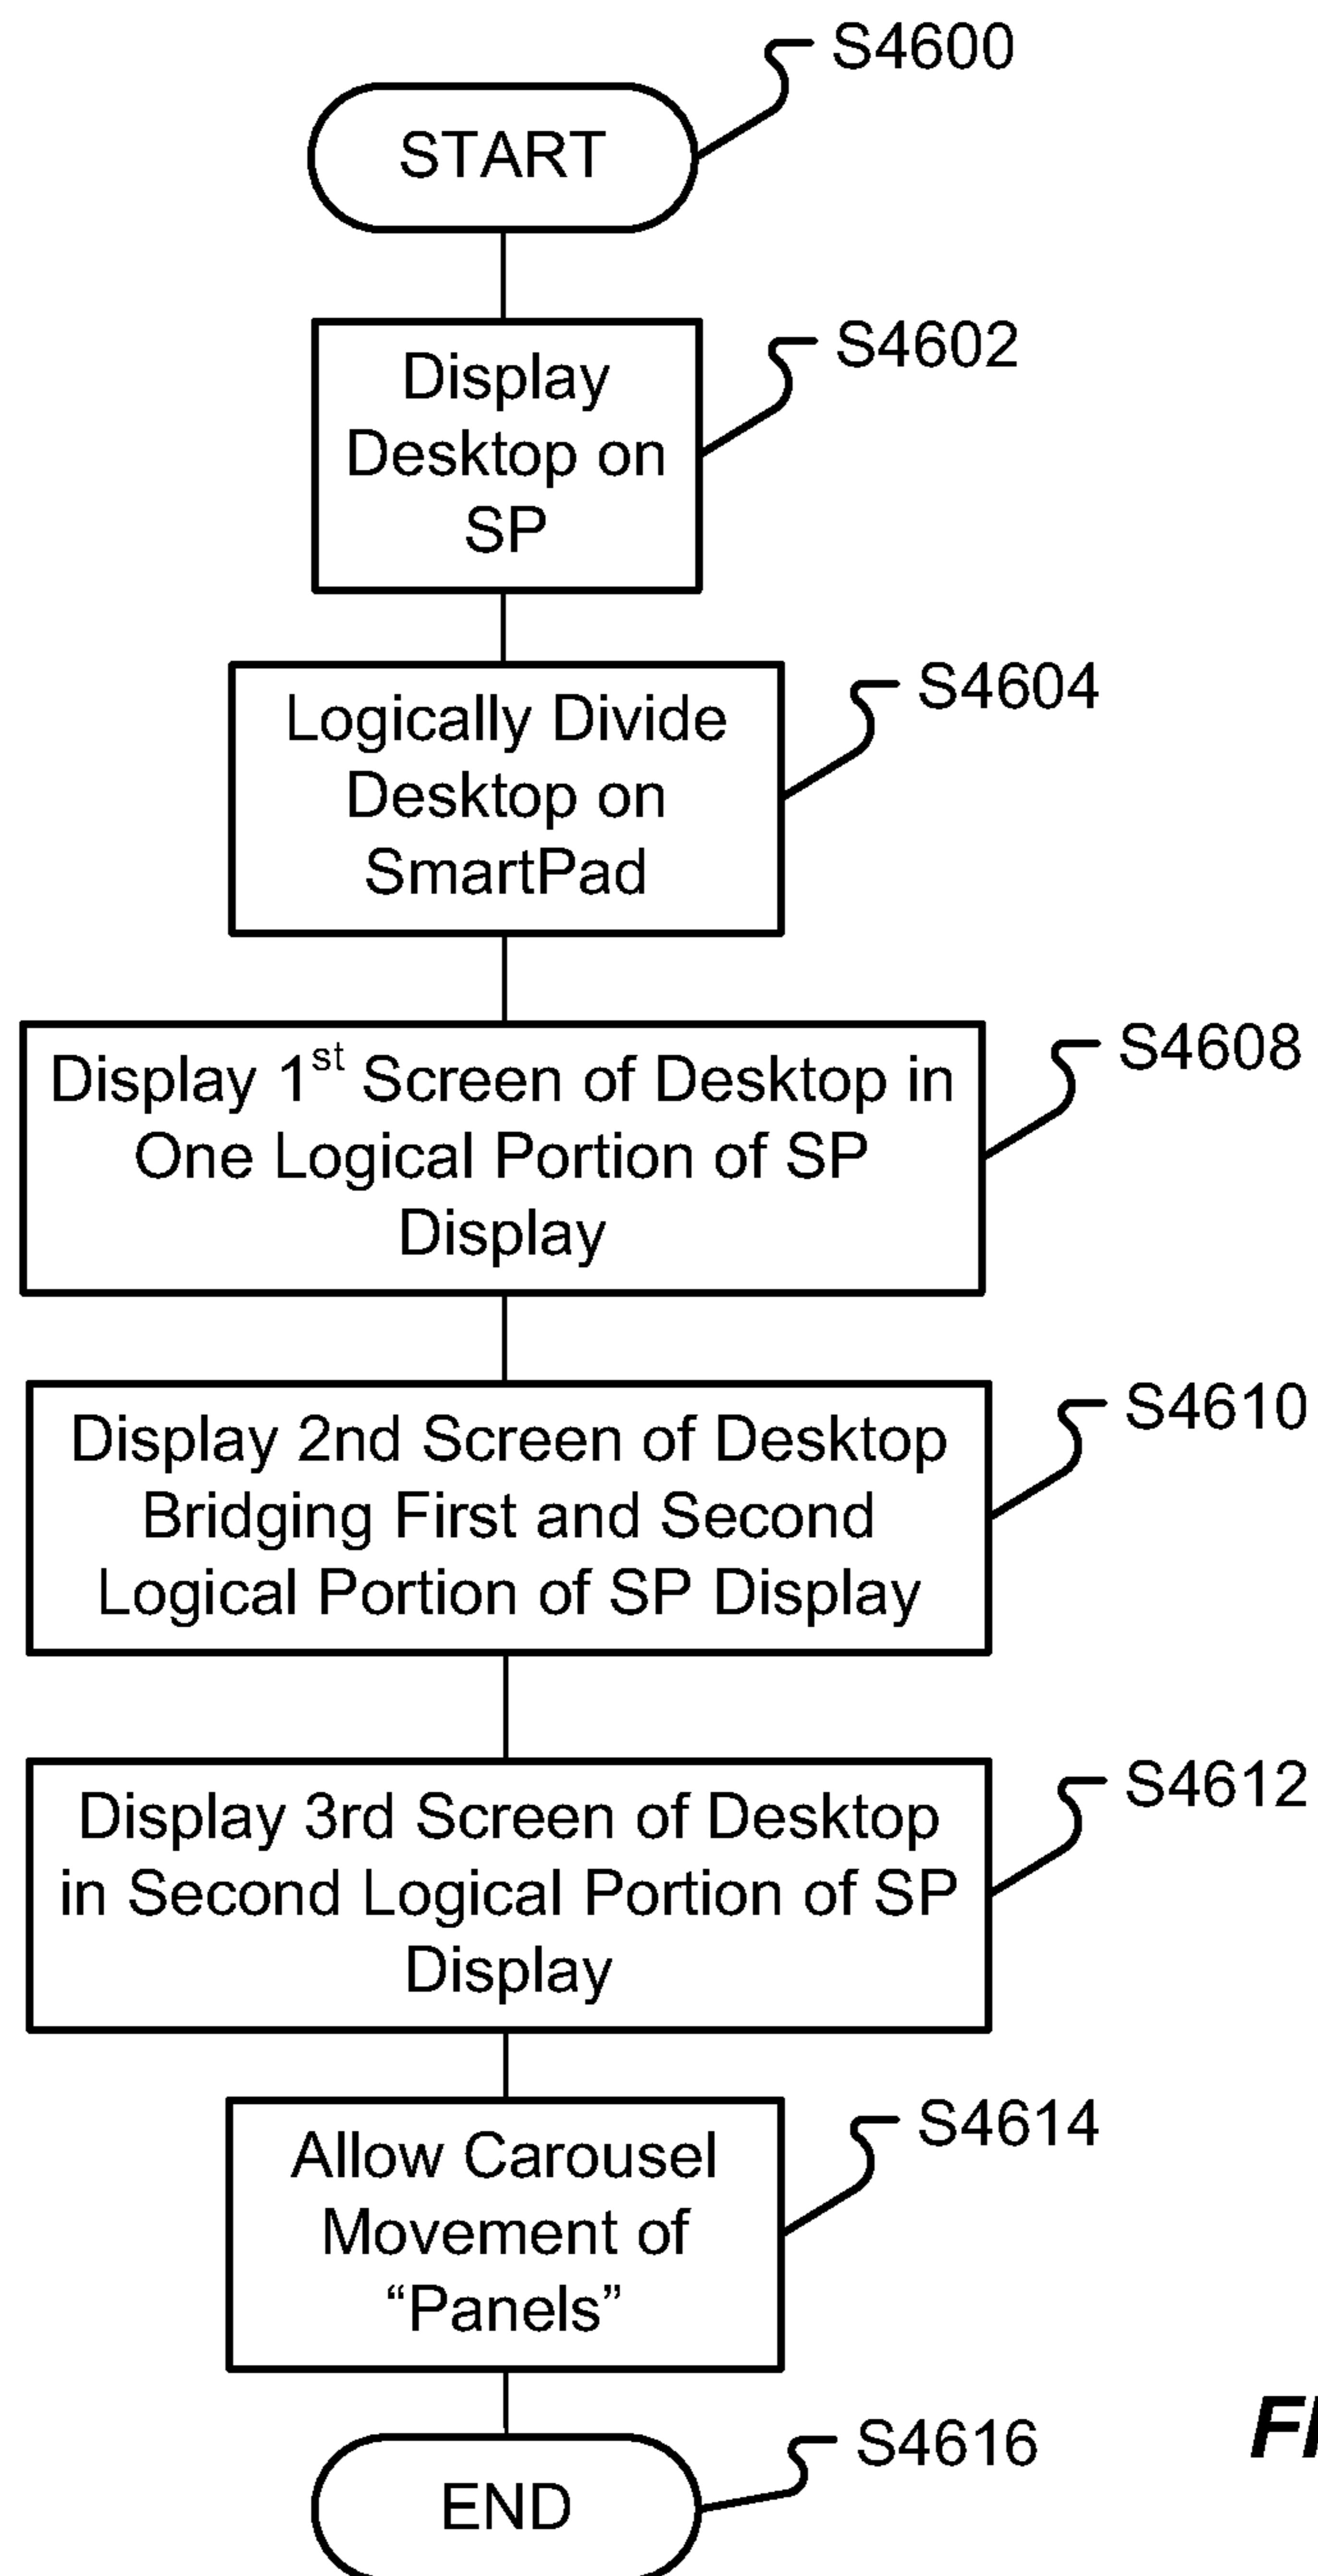 S4600
START
S4602
Display
Desktop on
SP
S4604
Logically Divide
Desktop on
SmartPad
S4608
Display 1st Screen of Desktop in
One Logical Portion of SP
Display
S4610
Display 2nd Screen of Desktop
Bridging First and Second
Logical Portion of SP Display
S4612
Display 3rd Screen of Desktop
in Second Logical Portion of SP
Display
S4614
Allow Carousel
Movement of
“Panels”
S4616
END